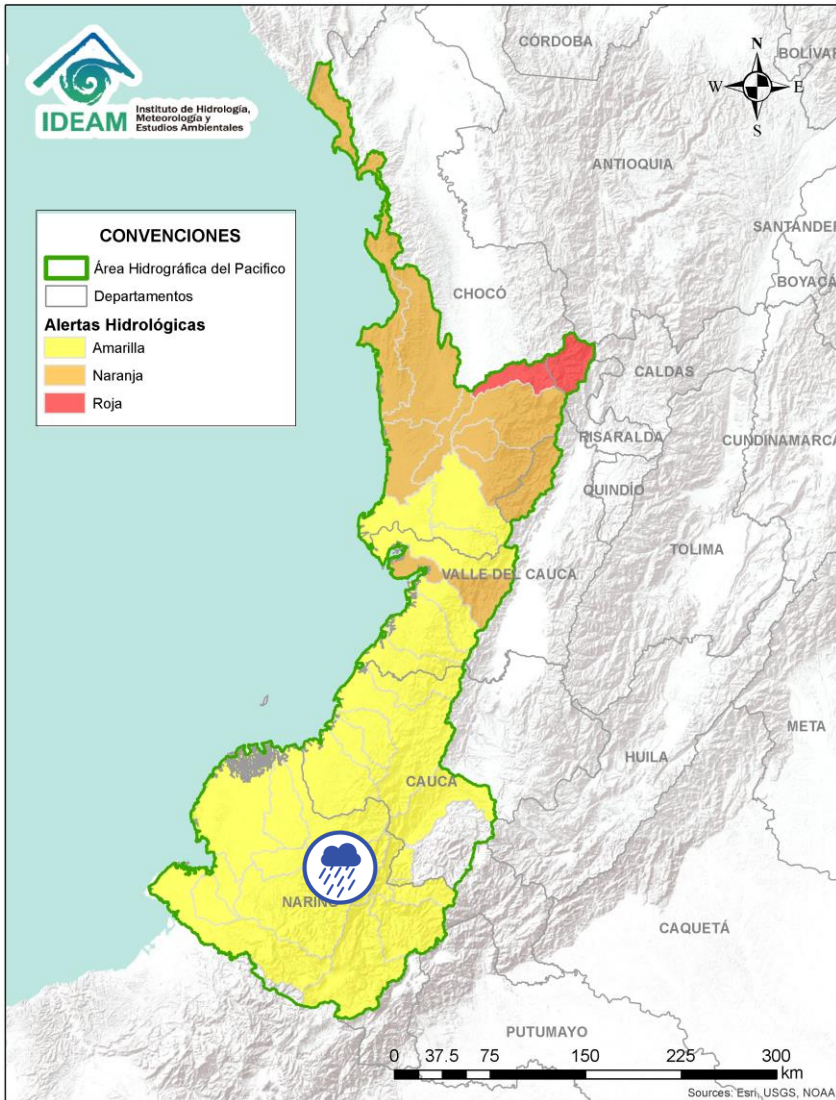 IDEAM
Instituto de Hidrología,
Meteorología y
Estudios Ambientales
CÓRDOBA
BOLÍVAR
N
W
E
S
ANTIOQUIA
SANTANDER
BOYACÁ
CONVENCIONES
Área Hidrográfica del Pacifico
Departamentos
Alertas Hidrológicas
Amarilla
Naranja
Roja
CHOCÓ
CALDAS
RISARALDA
CUNDINAMARCA
QUINDÍO
TOLIMA
VALLE DEL CAUCA
META
HUILA
CAUCA
NARIÑO
CAQUETÁ
PUTUMAYO
0 37.5 75 150 225 300
km
Sources: Esri, USGS, NOAA